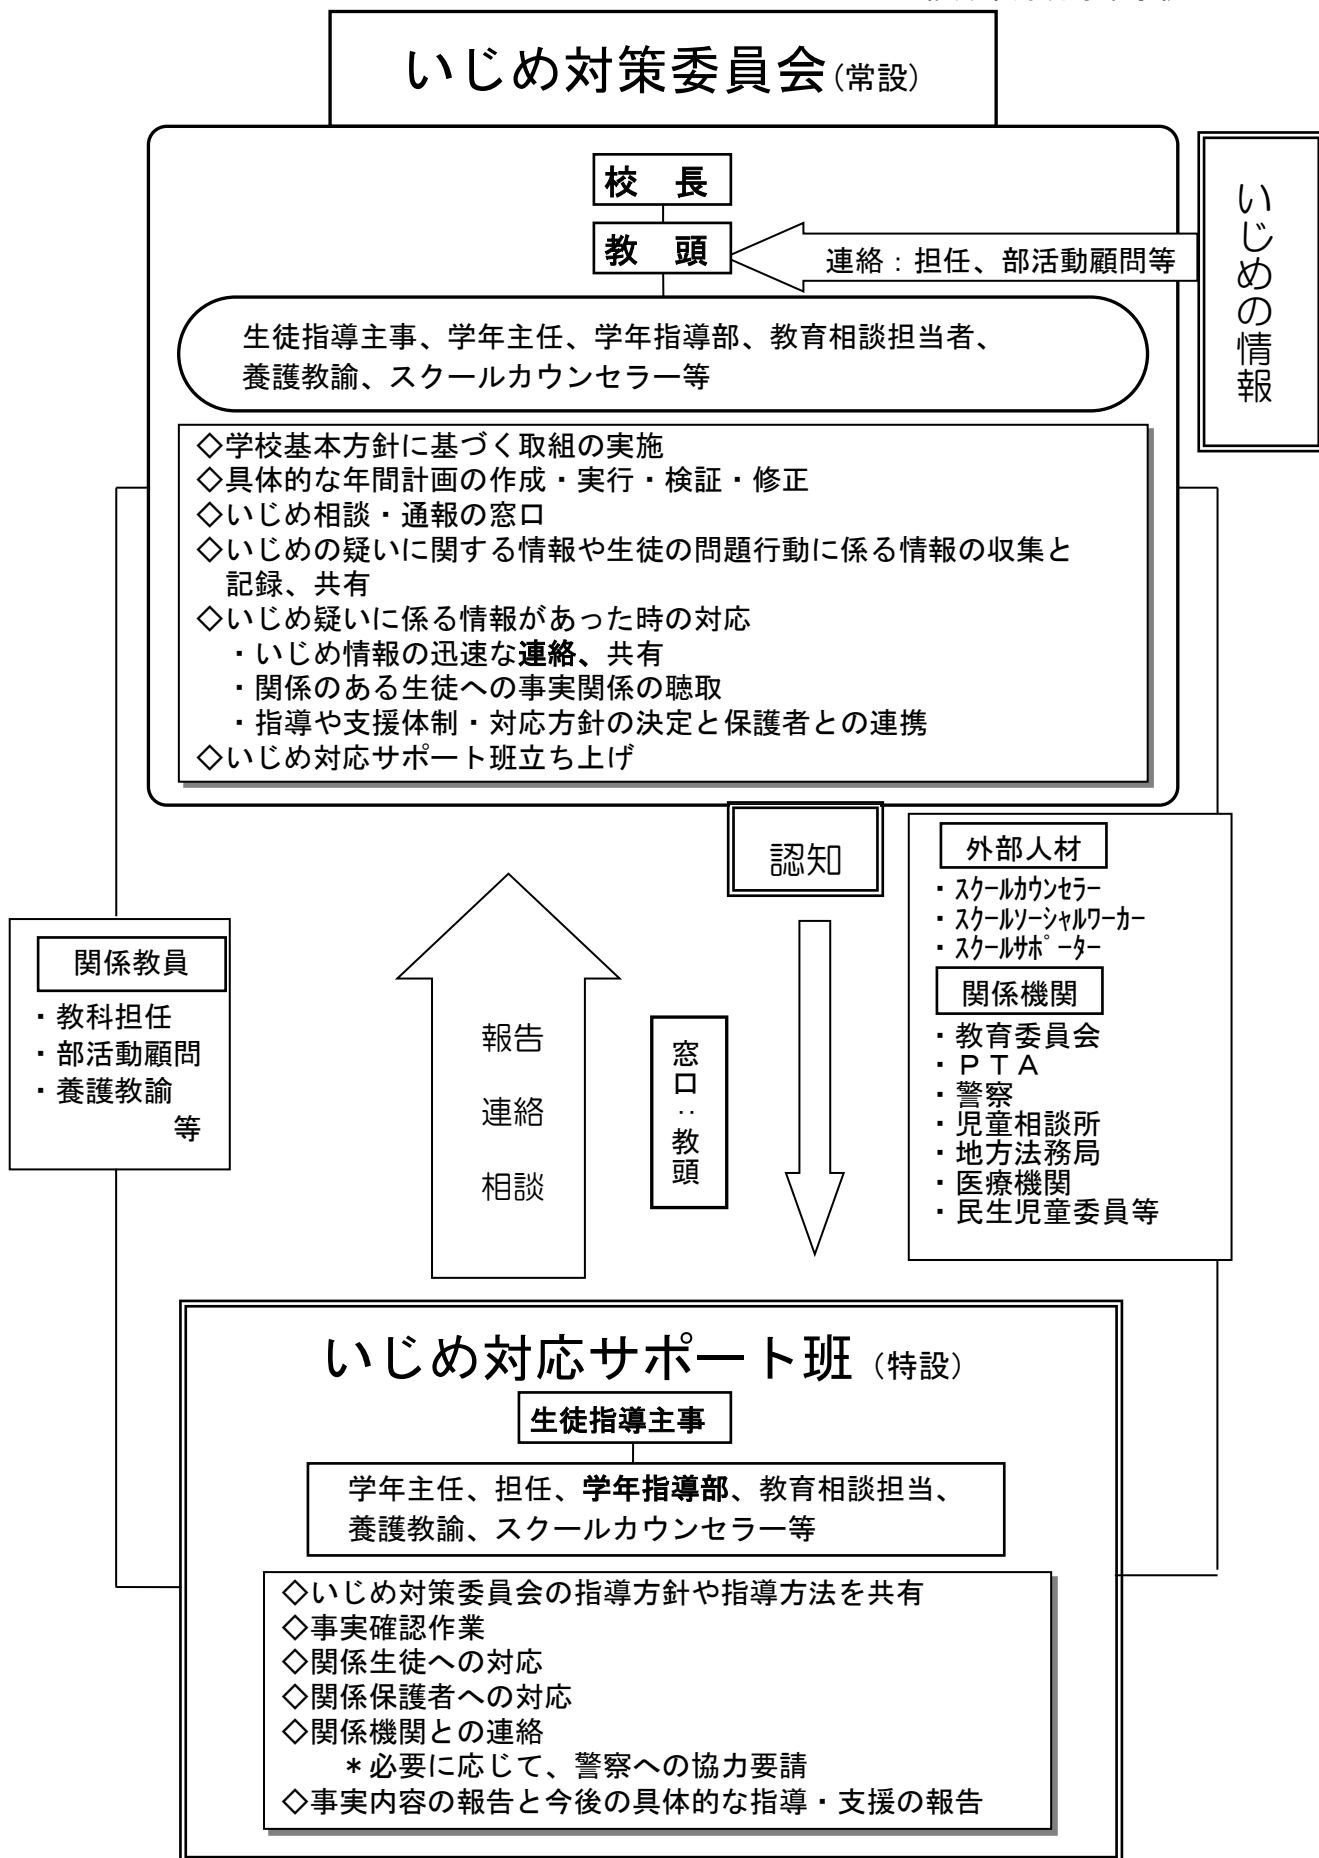 いじめ対策委員会(常設)
校 長
教 頭
連絡：担任、部活動顧問等
いじめの情報
生徒指導主事、学年主任、学年指導部、教育相談担当者、
養護教諭、スクールカウンセラー等
◇学校基本方針に基づく取組の実施
◇具体的な年間計画の作成・実行・検証・修正
◇いじめ相談・通報の窓口
◇いじめの疑いに関する情報や生徒の問題行動に係る情報の収集と
記録、共有
◇いじめ疑いに係る情報があった時の対応
・いじめ情報の迅速な連絡、共有
・関係のある生徒への事実関係の聴取
・指導や支援体制・対応方針の決定と保護者との連携
◇いじめ対応サポート班立ち上げ
認知
外部人材
・ｽｸｰﾙｶｳﾝｾﾗｰ
・ｽｸｰﾙｿｰｼｬﾙﾜｰｶｰ
・ｽｸｰﾙｻﾎﾟｰﾀｰ
関係機関
・教育委員会
・ＰＴＡ
・警察
・児童相談所
・地方法務局
・医療機関
・民生児童委員等
関係教員
・教科担任
・部活動顧問
・養護教諭
等
報告
連絡
相談
窓口：教頭
いじめ対応サポート班（特設）
生徒指導主事
学年主任、担任、学年指導部、教育相談担当、
養護教諭、スクールカウンセラー等
◇いじめ対策委員会の指導方針や指導方法を共有
◇事実確認作業
◇関係生徒への対応
◇関係保護者への対応
◇関係機関との連絡
＊必要に応じて、警察への協力要請
◇事実内容の報告と今後の具体的な指導・支援の報告